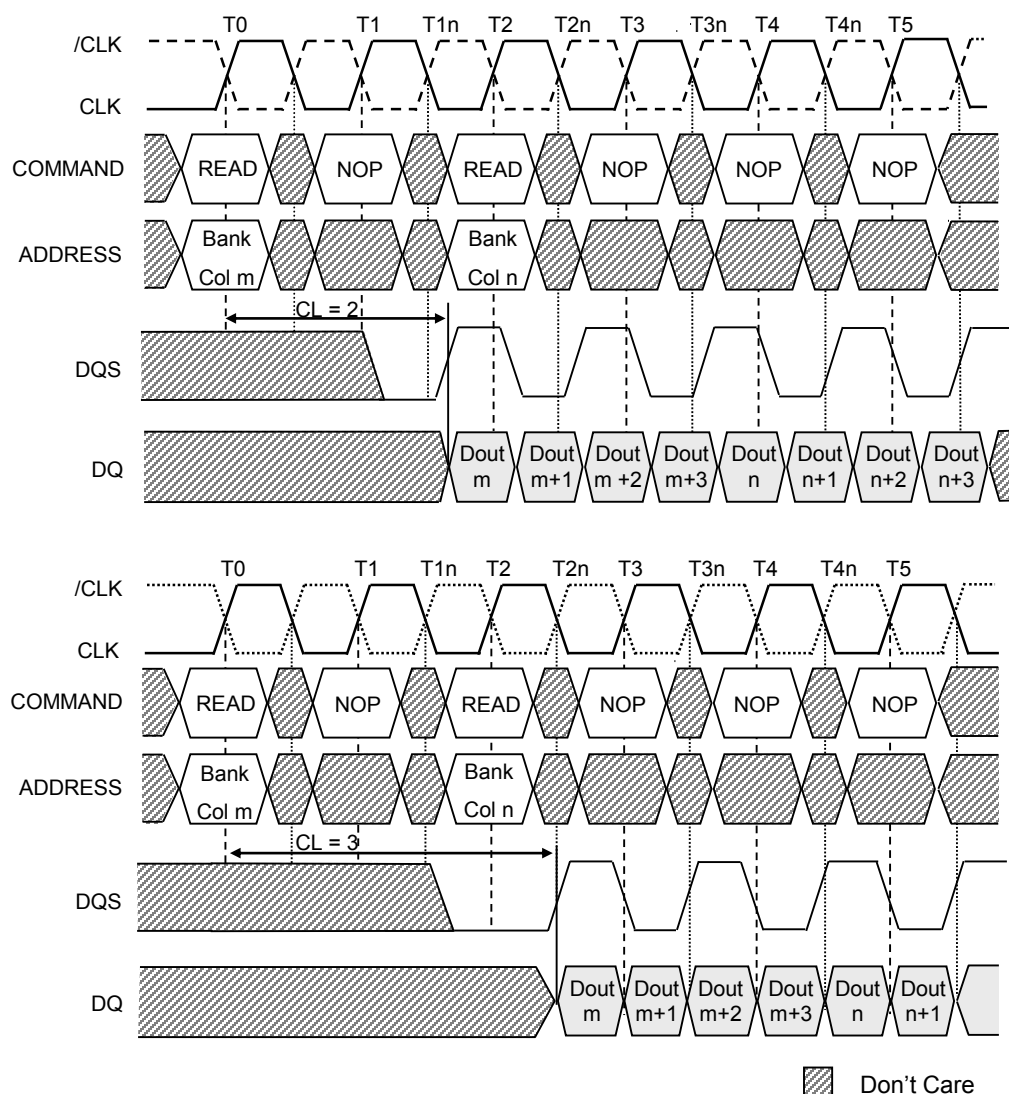 T0 T1 T1n T2 T2n T3 T3n T4 T4n T5
/CLK
CLK
COMMAND READ NOP READ NOP NOP NOP
ADDRESS Bank Col m Bank Col n
CL = 2
DQS
DQ Dout m Dout m+1 Dout m +2 Dout m+3 Dout n Dout n+1 Dout n+2 Dout n+3
T0 T1 T1n T2 T2n T3 T3n T4 T4n T5
/CLK
CLK
COMMAND READ NOP READ NOP NOP NOP
ADDRESS Bank Col m Bank Col n
CL = 3
DQS
DQ Dout m Dout m+1 Dout m+2 Dout m+3 Dout n Dout n+1
Don't Care